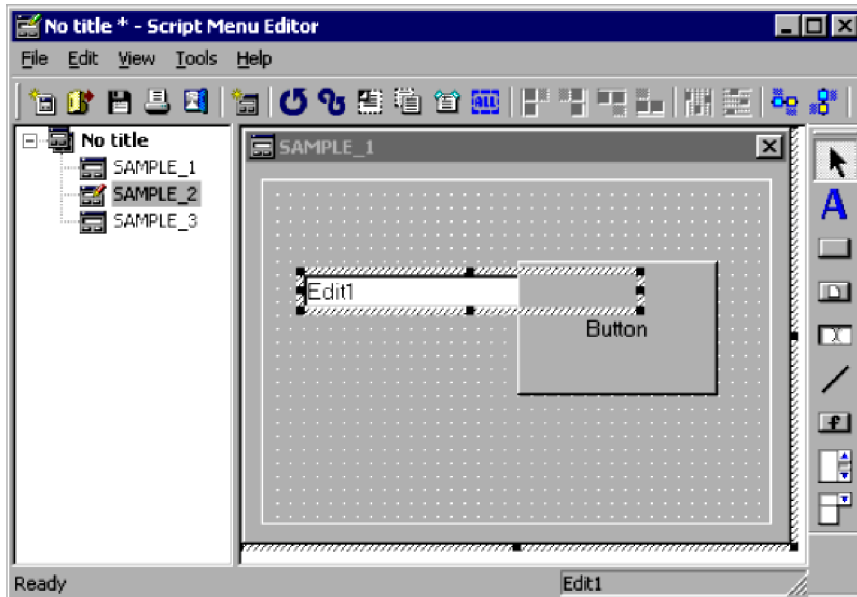 No title * - Script Menu Editor
File Edit View Tools Help
ALL
No title
SAMPLE_1
SAMPLE_2
SAMPLE_3
SAMPLE_1
A
Edit1
Button
f
Ready
Edit1